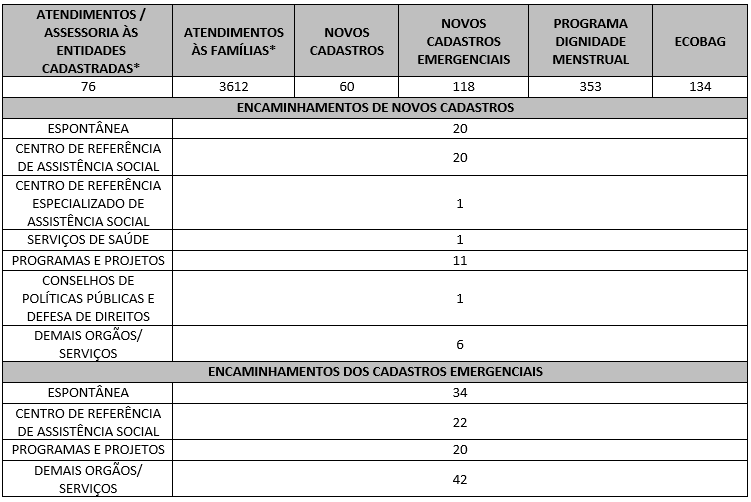 ATENDIMENTOS /
ASSESSORIA ÀS
ENTIDADES
CADASTRADAS*
ATENDIMENTOS
ÀS FAMÍLIAS*
NOVOS
CADASTROS
NOVOS
CADASTROS
EMERGENCIAIS
PROGRAMA
DIGNIDADE
MENSTRUAL
ECOBAG
76
3612
60
118
353
134
ENCAMINHAMENTOS DE NOVOS CADASTROS
ESPONTÂNEA
20
CENTRO DE REFERÊNCIA
DE ASSISTÊNCIA SOCIAL
20
CENTRO DE REFERÊNCIA
ESPECIALIZADO DE
ASSISTÊNCIA SOCIAL
1
SERVIÇOS DE SAÚDE
1
PROGRAMAS E PROJETOS
11
CONSELHOS DE
POLÍTICAS PÚBLICAS E
DEFESA DE DIREITOS
1
DEMAIS ORGÃOS/
SERVIÇOS
6
ENCAMINHAMENTOS DOS CADASTROS EMERGENCIAIS
ESPONTÂNEA
34
CENTRO DE REFERÊNCIA
DE ASSISTÊNCIA SOCIAL
22
PROGRAMAS E PROJETOS
20
DEMAIS ORGÃOS/
SERVIÇOS
42